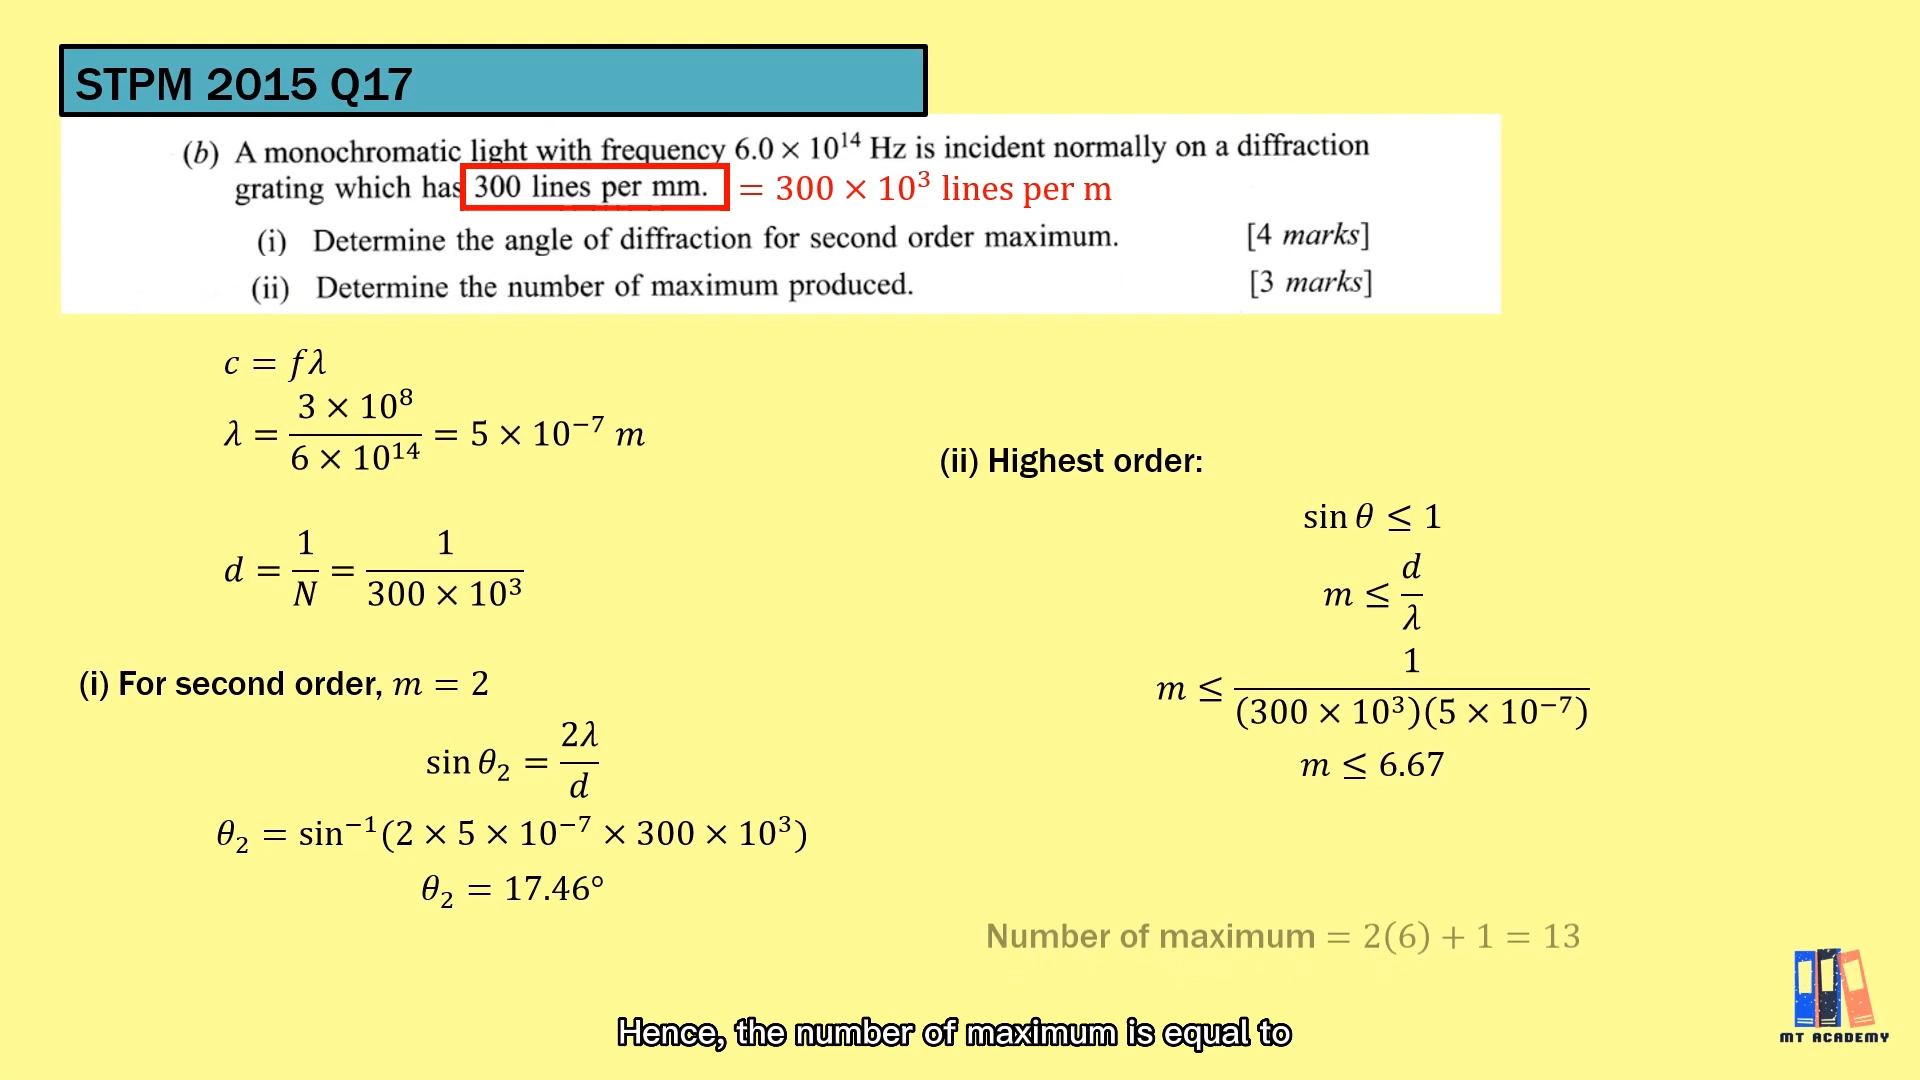 STPM 2015 Q17
(b) A monochromatic light with frequency 6.0 × 10¹⁴ Hz is incident normally on a diffraction
grating which has 300 lines per mm. = 300 × 10³ lines per m
(i) Determine the angle of diffraction for second order maximum. [4 marks]
(ii) Determine the number of maximum produced. [3 marks]
c = fλ
λ = (3 × 10⁸)/(6 × 10¹⁴) = 5 × 10⁻⁷ m
d = 1/N = 1/(300 × 10³)
(i) For second order, m = 2
sin θ₂ = 2λ/d
θ₂ = sin⁻¹(2 × 5 × 10⁻⁷ × 300 × 10³)
θ₂ = 17.46°
(ii) Highest order:
sin θ ≤ 1
m ≤ d/λ
m ≤ 1/((300 × 10³)(5 × 10⁻⁷))
m ≤ 6.67
Number of maximum = 2(6) + 1 = 13
Hence, the number of maximum is equal to
MT ACADEMY